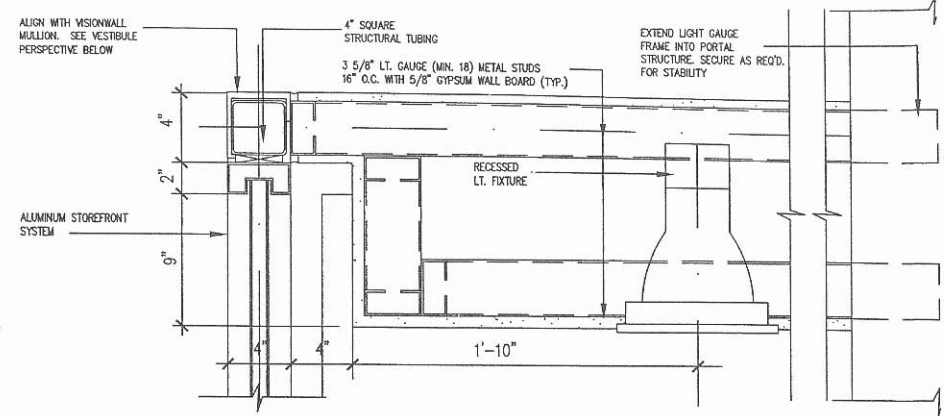 ALIGN WITH VISIONWALL
MULLION. SEE VESTIBULE
PERSPECTIVE BELOW
4" SQUARE
STRUCTURAL TUBING
3 5/8" LT. GAUGE (MIN. 18) METAL STUDS
16" O.C. WITH 5/8" GYPSUM WALL BOARD (TYP.)
EXTEND LIGHT GAUGE
FRAME INTO PORTAL
STRUCTURE. SECURE AS REQ'D.
FOR STABILITY
4"
2"
RECESSED
LT. FIXTURE
ALUMINUM STOREFRONT
SYSTEM
9"
4"
4"
1'-10"